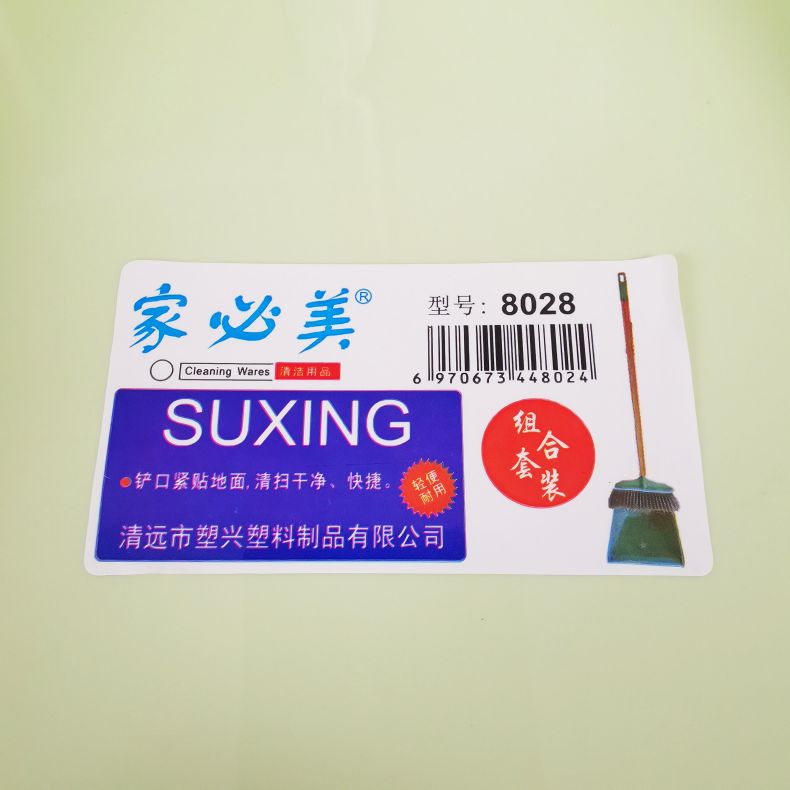 家必美®
Cleaning Wares 清洁用品
型号: 8028
6 970673 448024
SUXING
铲口紧贴地面,清扫干净、快捷。
轻便
耐用
清远市塑兴塑料制品有限公司
组合
套装